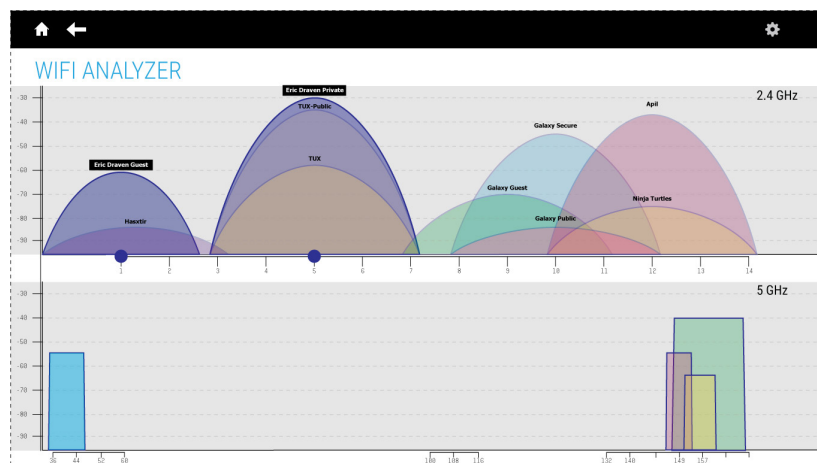 WIFI ANALYZER
2.4 GHz
-30
-40
-50
-60
-70
-80
-90
Eric Draven Guest
Hasxtir
Eric Draven Private
TUX-Public
TUX
Galaxy Guest
Galaxy Secure
Galaxy Public
Apil
Ninja Turtles
1 2 3 4 5 6 7 8 9 10 11 12 13 14
5 GHz
-30
-40
-50
-60
-70
-80
-90
36 44 52 60 100 108 116 132 140 149 157